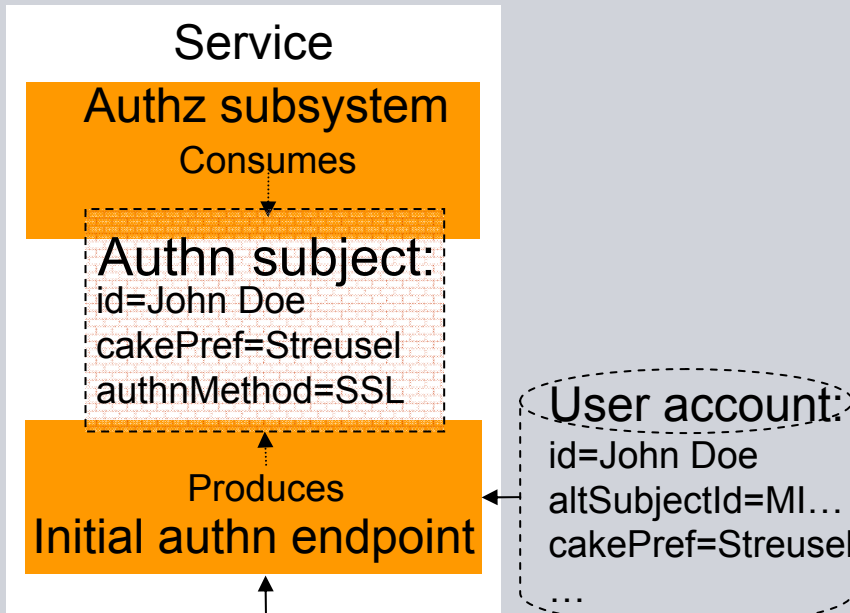 Service
Authz subsystem
Consumes
Authn subject:
id=John Doe
cakePref=Streusel
authnMethod=SSL
Produces
Initial authn endpoint
User account:
id=John Doe
altSubjectId=MI…
cakePref=Streusel
…